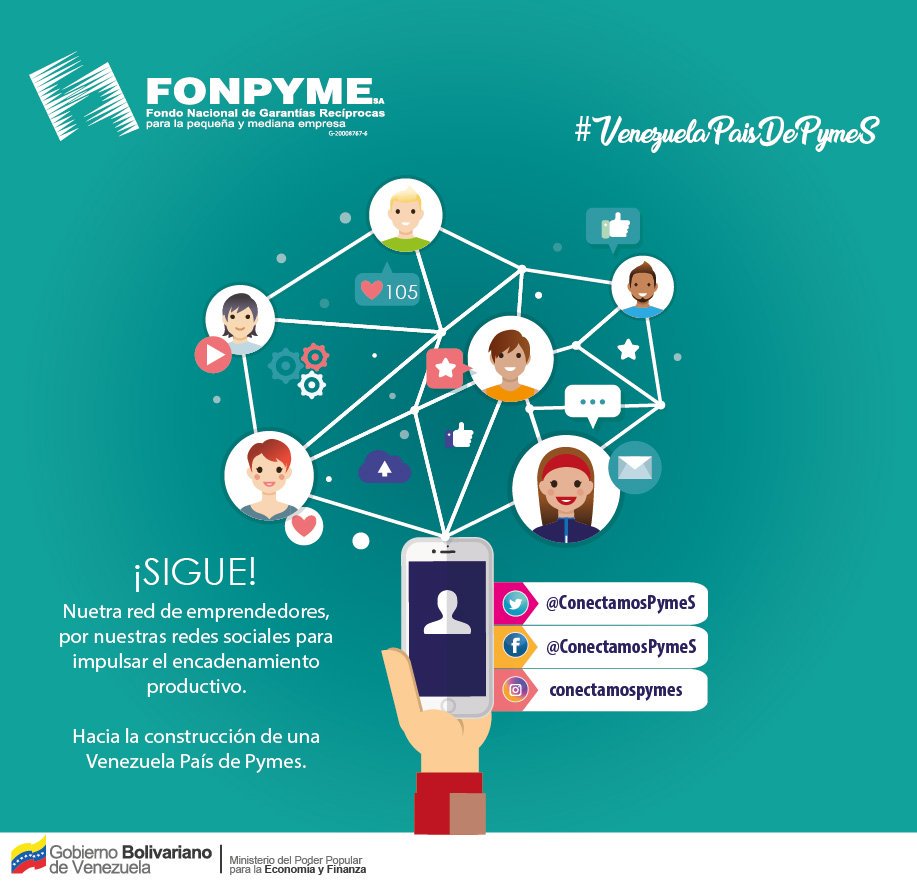 FONPYME SA
Fondo Nacional de Garantías Recíprocas
para la pequeña y mediana empresa
G-20008767-6
#VenezuelaPaisDePymeS
105
¡SIGUE!
Nuetra red de emprendedores,
por nuestras redes sociales para
impulsar el encadenamiento
productivo.
Hacia la construcción de una
Venezuela País de Pymes.
@ConectamosPymeS
@ConectamosPymeS
conectamospymes
Gobierno Bolivariano
de Venezuela
Ministerio del Poder Popular
para la Economía y Finanza